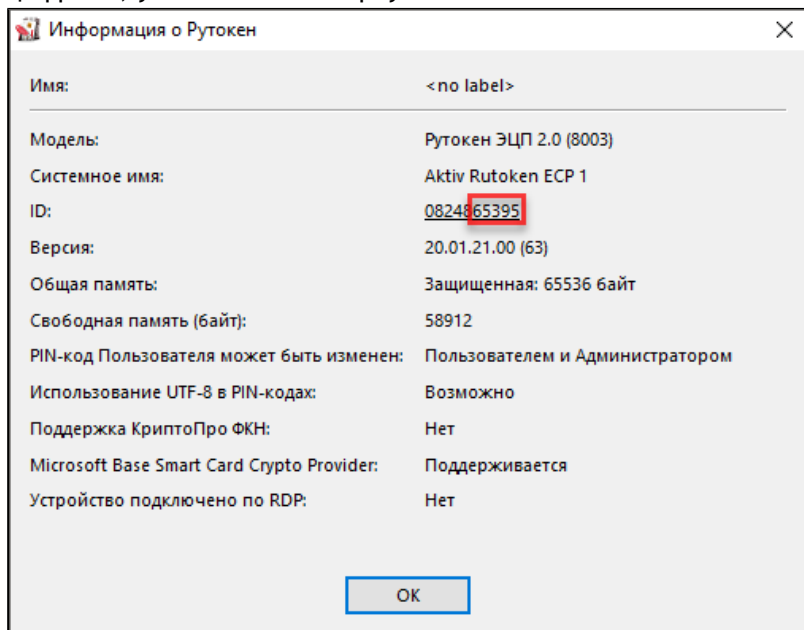 Информация о Рутокен
Имя: <no label>
Модель: Рутокен ЭЦП 2.0 (8003)
Системное имя: Aktiv Rutoken ECP 1
ID: 0824865395
Версия: 20.01.21.00 (63)
Общая память: Защищенная: 65536 байт
Свободная память (байт): 58912
PIN-код Пользователя может быть изменен: Пользователем и Администратором
Использование UTF-8 в PIN-кодах: Возможно
Поддержка КриптоПро ФКН: Нет
Microsoft Base Smart Card Crypto Provider: Поддерживается
Устройство подключено по RDP: Нет
OK